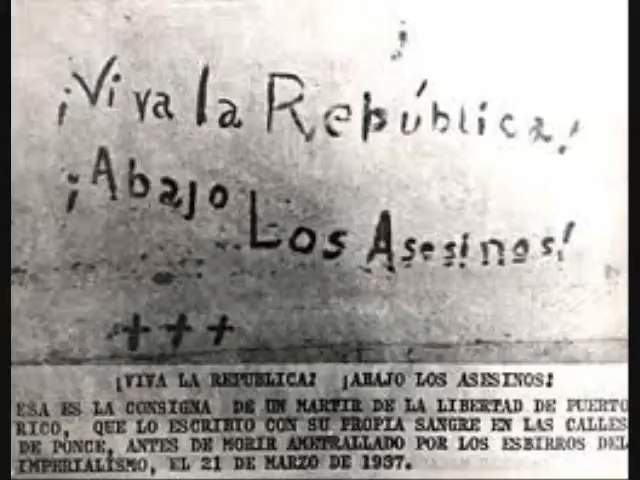 ¡Viva la República!
¡Abajo Los Asesinos!
+++
¡VIVA LA REPUBLICA! ¡ABAJO LOS ASESINOS!
ESA ES LA CONSIGNA DE UN MARTIR DE LA LIBERTAD DE PUERTO
RICO, QUE LO ESCRIBIO CON SU PROPIA SANGRE EN LAS CALLES
DE PONCE, ANTES DE MORIR AMETRALLADO POR LOS ESBIRROS DEL
IMPERIALISMO, EL 21 DE MARZO DE 1937.